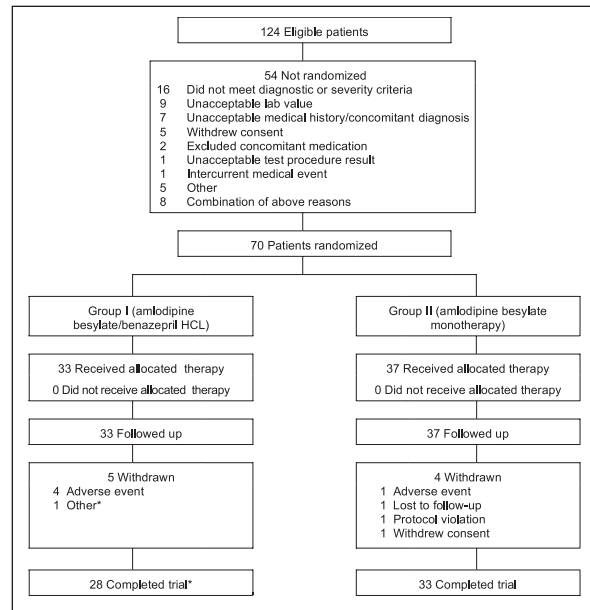 124 Eligible patients
54 Not randomized
16 Did not meet diagnostic or severity criteria
9 Unacceptable lab value
7 Unacceptable medical history/concomitant diagnosis
5 Withdrew consent
2 Excluded concomitant medication
1 Unacceptable test procedure result
1 Intercurrent medical event
5 Other
8 Combination of above reasons
70 Patients randomized
Group I (amlodipine
besylate/benazepril HCL)
33 Received allocated therapy
0 Did not receive allocated therapy
33 Followed up
5 Withdrawn
4 Adverse event
1 Other*
28 Completed trial*
Group II (amlodipine besylate
monotherapy)
37 Received allocated therapy
0 Did not receive allocated therapy
37 Followed up
4 Withdrawn
1 Adverse event
1 Lost to follow-up
1 Protocol violation
1 Withdrew consent
33 Completed trial